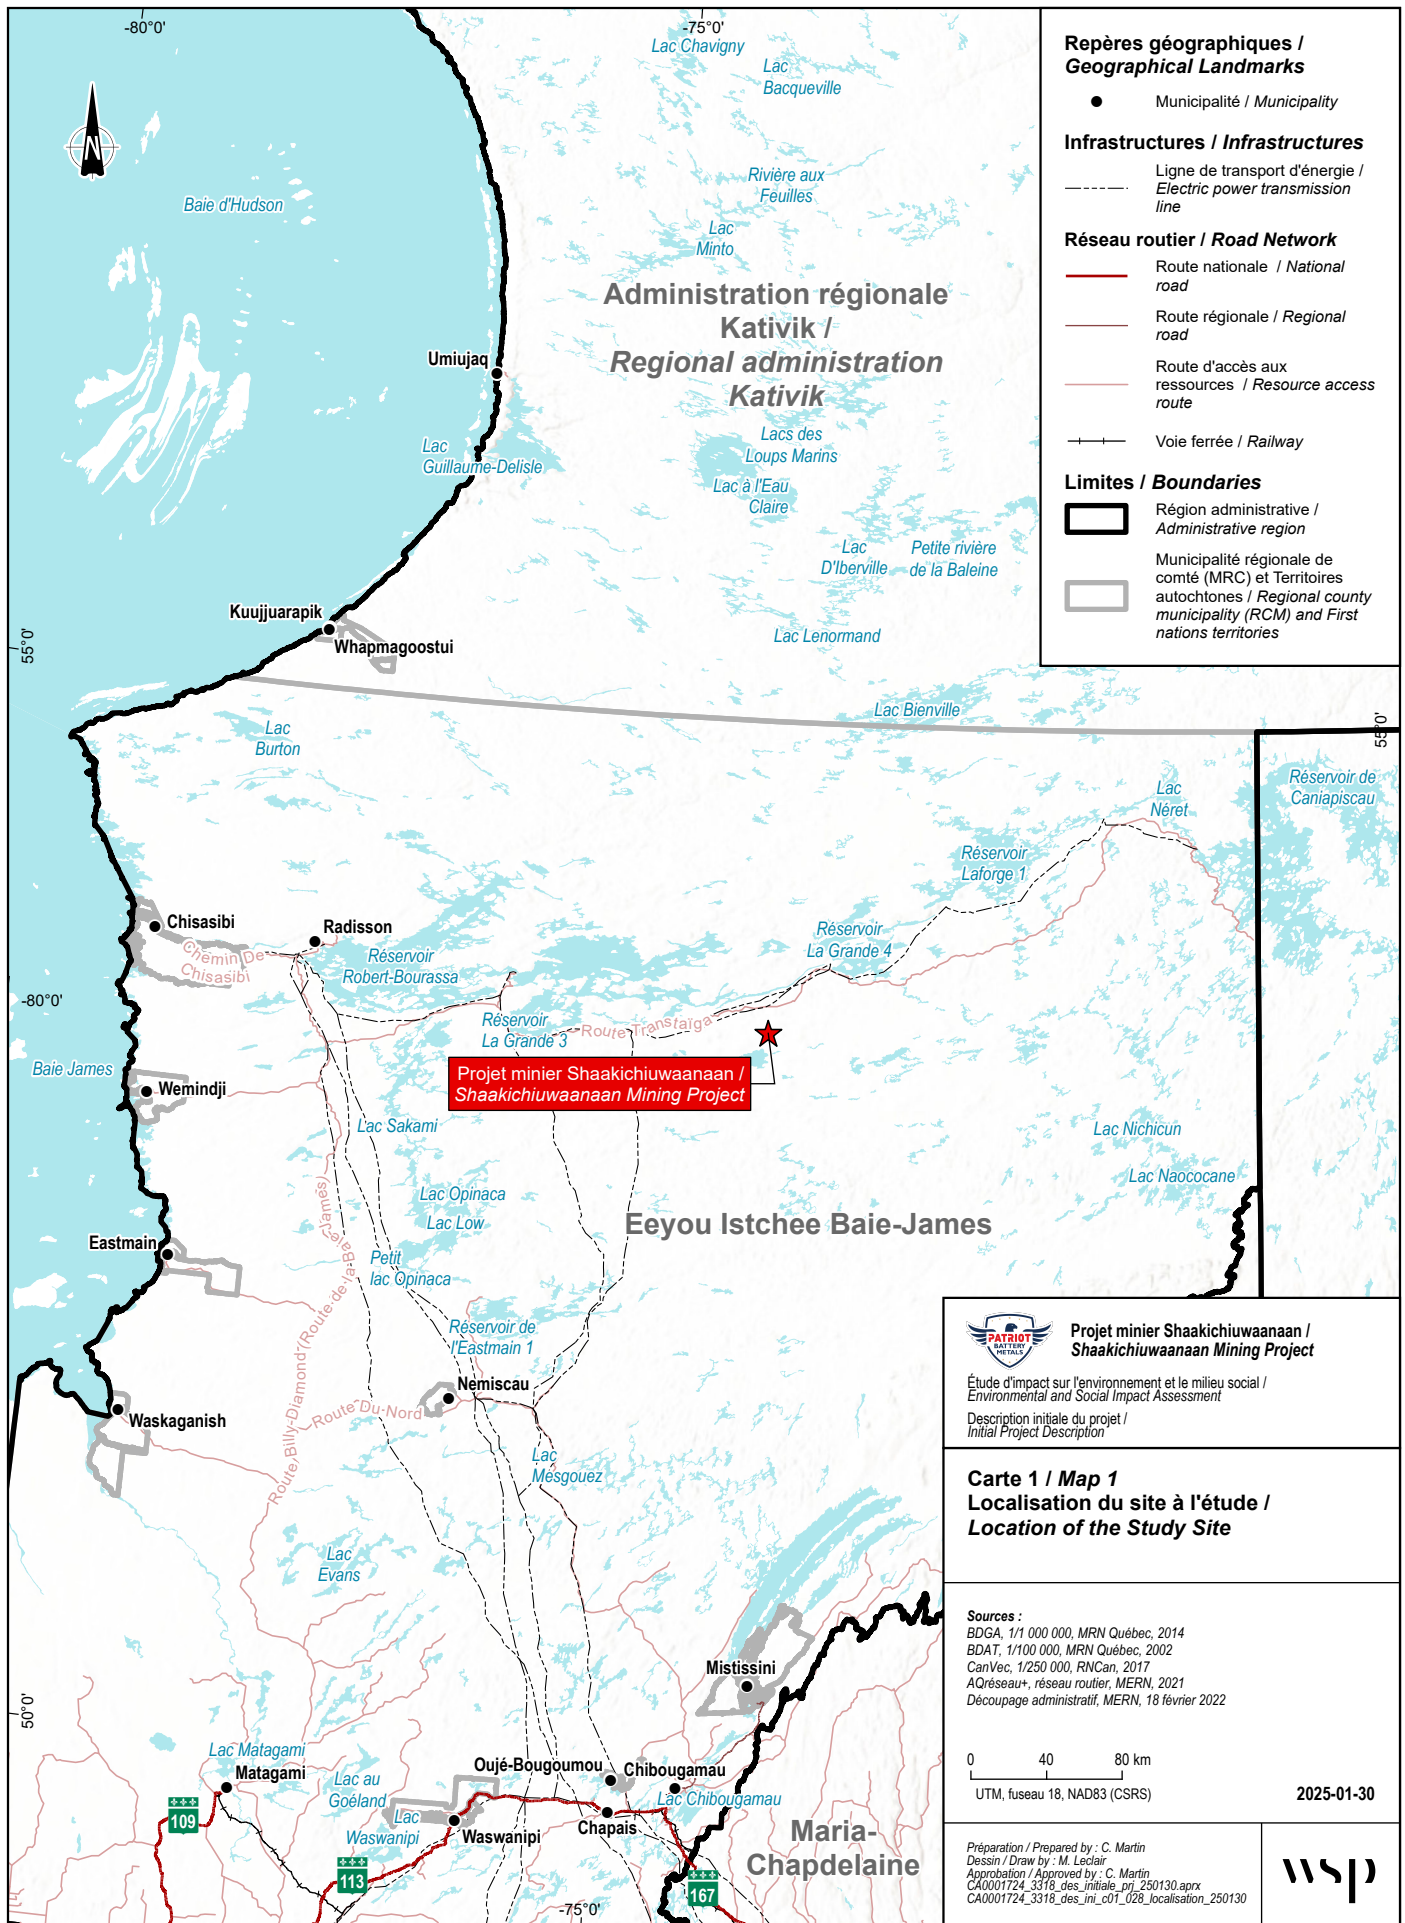 -80°0'
-75°0'
Lac Chavigny
Lac
Bacqueville
Baie d'Hudson
Rivière aux
Feuilles
Lac
Minto
N
Administration régionale
Kativik /
Regional administration
Kativik
Umiujaq
Lac
Guillaume-Delisle
Lacs des
Loups Marins
Lac à l'Eau
Claire
Lac
D'Iberville
Petite rivière
de la Baleine
Kuujjuarapik
Whapmagoostui
Lac Lenormand
55°0'
Lac Bienville
Lac
Burton
55°0'
Réservoir de
Caniapiscau
Lac
Néret
Réservoir
Laforge 1
Chisasibi
Radisson
Chemin De
Chisasibi
Réservoir
Robert-Bourassa
Réservoir
La Grande 4
-80°0'
Réservoir
La Grande 3
Route Transtaïga
Baie James
Wemindji
Projet minier Shaakichiuwaanaan /
Shaakichiuwaanaan Mining Project
Lac Sakami
Lac Nichicun
Lac Naococane
Lac Opinaca
Lac Low
Eeyou Istchee Baie-James
Eastmain
Petit
lac Opinaca
Route Billy-Diamond (Route de la Baie-James)
Réservoir de
l'Eastmain 1
Nemiscau
Route Du Nord
Waskaganish
Lac
Mesgouez
Lac
Evans
Mistissini
50°0'
Lac Matagami
Matagami
Lac au
Goéland
Oujé-Bougoumou
Chibougamau
Lac Chibougamau
109
Lac
Waswanipi
Waswanipi
Chapais
Maria-
Chapdelaine
113
167
-75°0'
Repères géographiques /
Geographical Landmarks
Municipalité / Municipality
Infrastructures / Infrastructures
Ligne de transport d'énergie /
Electric power transmission
line
Réseau routier / Road Network
Route nationale / National
road
Route régionale / Regional
road
Route d'accès aux
ressources / Resource access
route
Voie ferrée / Railway
Limites / Boundaries
Région administrative /
Administrative region
Municipalité régionale de
comté (MRC) et Territoires
autochtones / Regional county
municipality (RCM) and First
nations territories
PATRIOT
BATTERY
METALS
Projet minier Shaakichiuwaanaan /
Shaakichiuwaanaan Mining Project
Étude d'impact sur l'environnement et le milieu social /
Environmental and Social Impact Assessment
Description initiale du projet /
Initial Project Description
Carte 1 / Map 1
Localisation du site à l'étude /
Location of the Study Site
Sources :
BDGA, 1/1 000 000, MRN Québec, 2014
BDAT, 1/100 000, MRN Québec, 2002
CanVec, 1/250 000, RNCan, 2017
AQréseau+, réseau routier, MERN, 2021
Découpage administratif, MERN, 18 février 2022
0 40 80 km
UTM, fuseau 18, NAD83 (CSRS)
2025-01-30
Préparation / Prepared by : C. Martin
Dessin / Draw by : M. Leclair
Approbation / Approved by : C. Martin
CA0001724_3318_des_initiale_prj_250130.aprx
CA0001724_3318_des_ini_c01_028_localisation_250130
wsp